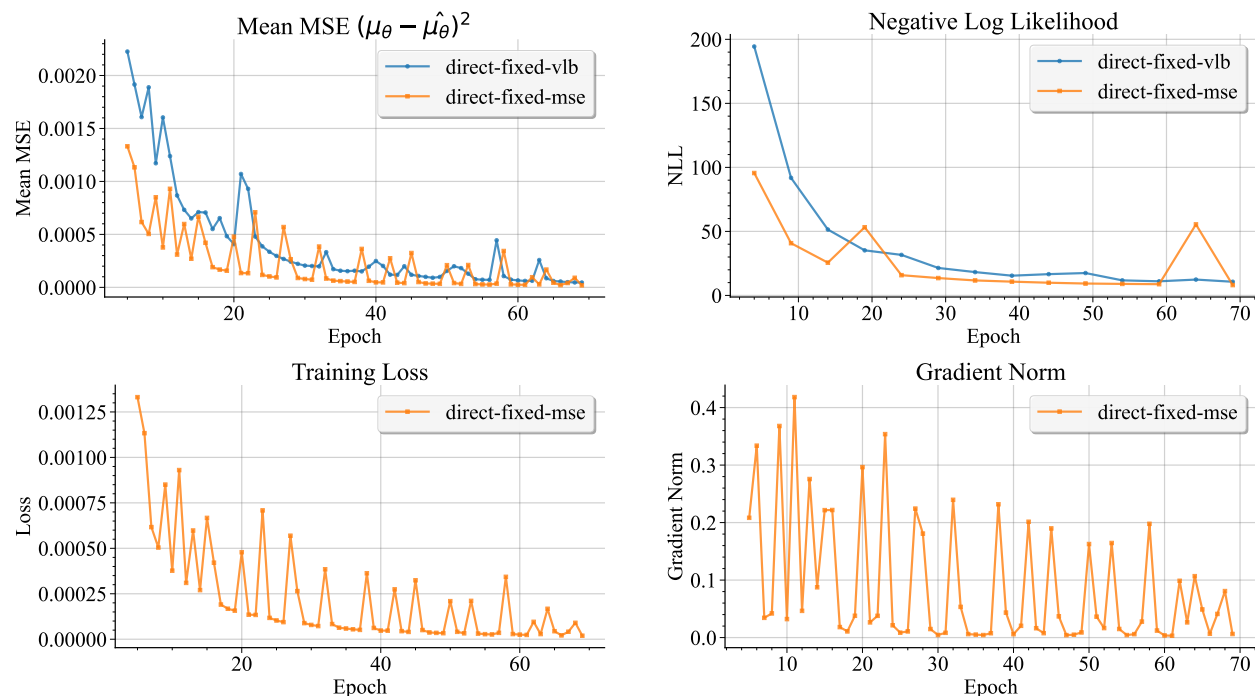 Mean MSE (μθ − μ̂θ)²
direct-fixed-vlb
direct-fixed-mse
0.0020
0.0015
0.0010
0.0005
0.0000
Mean MSE
20
40
60
Epoch
Negative Log Likelihood
direct-fixed-vlb
direct-fixed-mse
200
150
100
50
0
NLL
10
20
30
40
50
60
70
Epoch
Training Loss
direct-fixed-mse
0.00125
0.00100
0.00075
0.00050
0.00025
0.00000
Loss
20
40
60
Epoch
Gradient Norm
direct-fixed-mse
0.4
0.3
0.2
0.1
0.0
Gradient Norm
10
20
30
40
50
60
70
Epoch